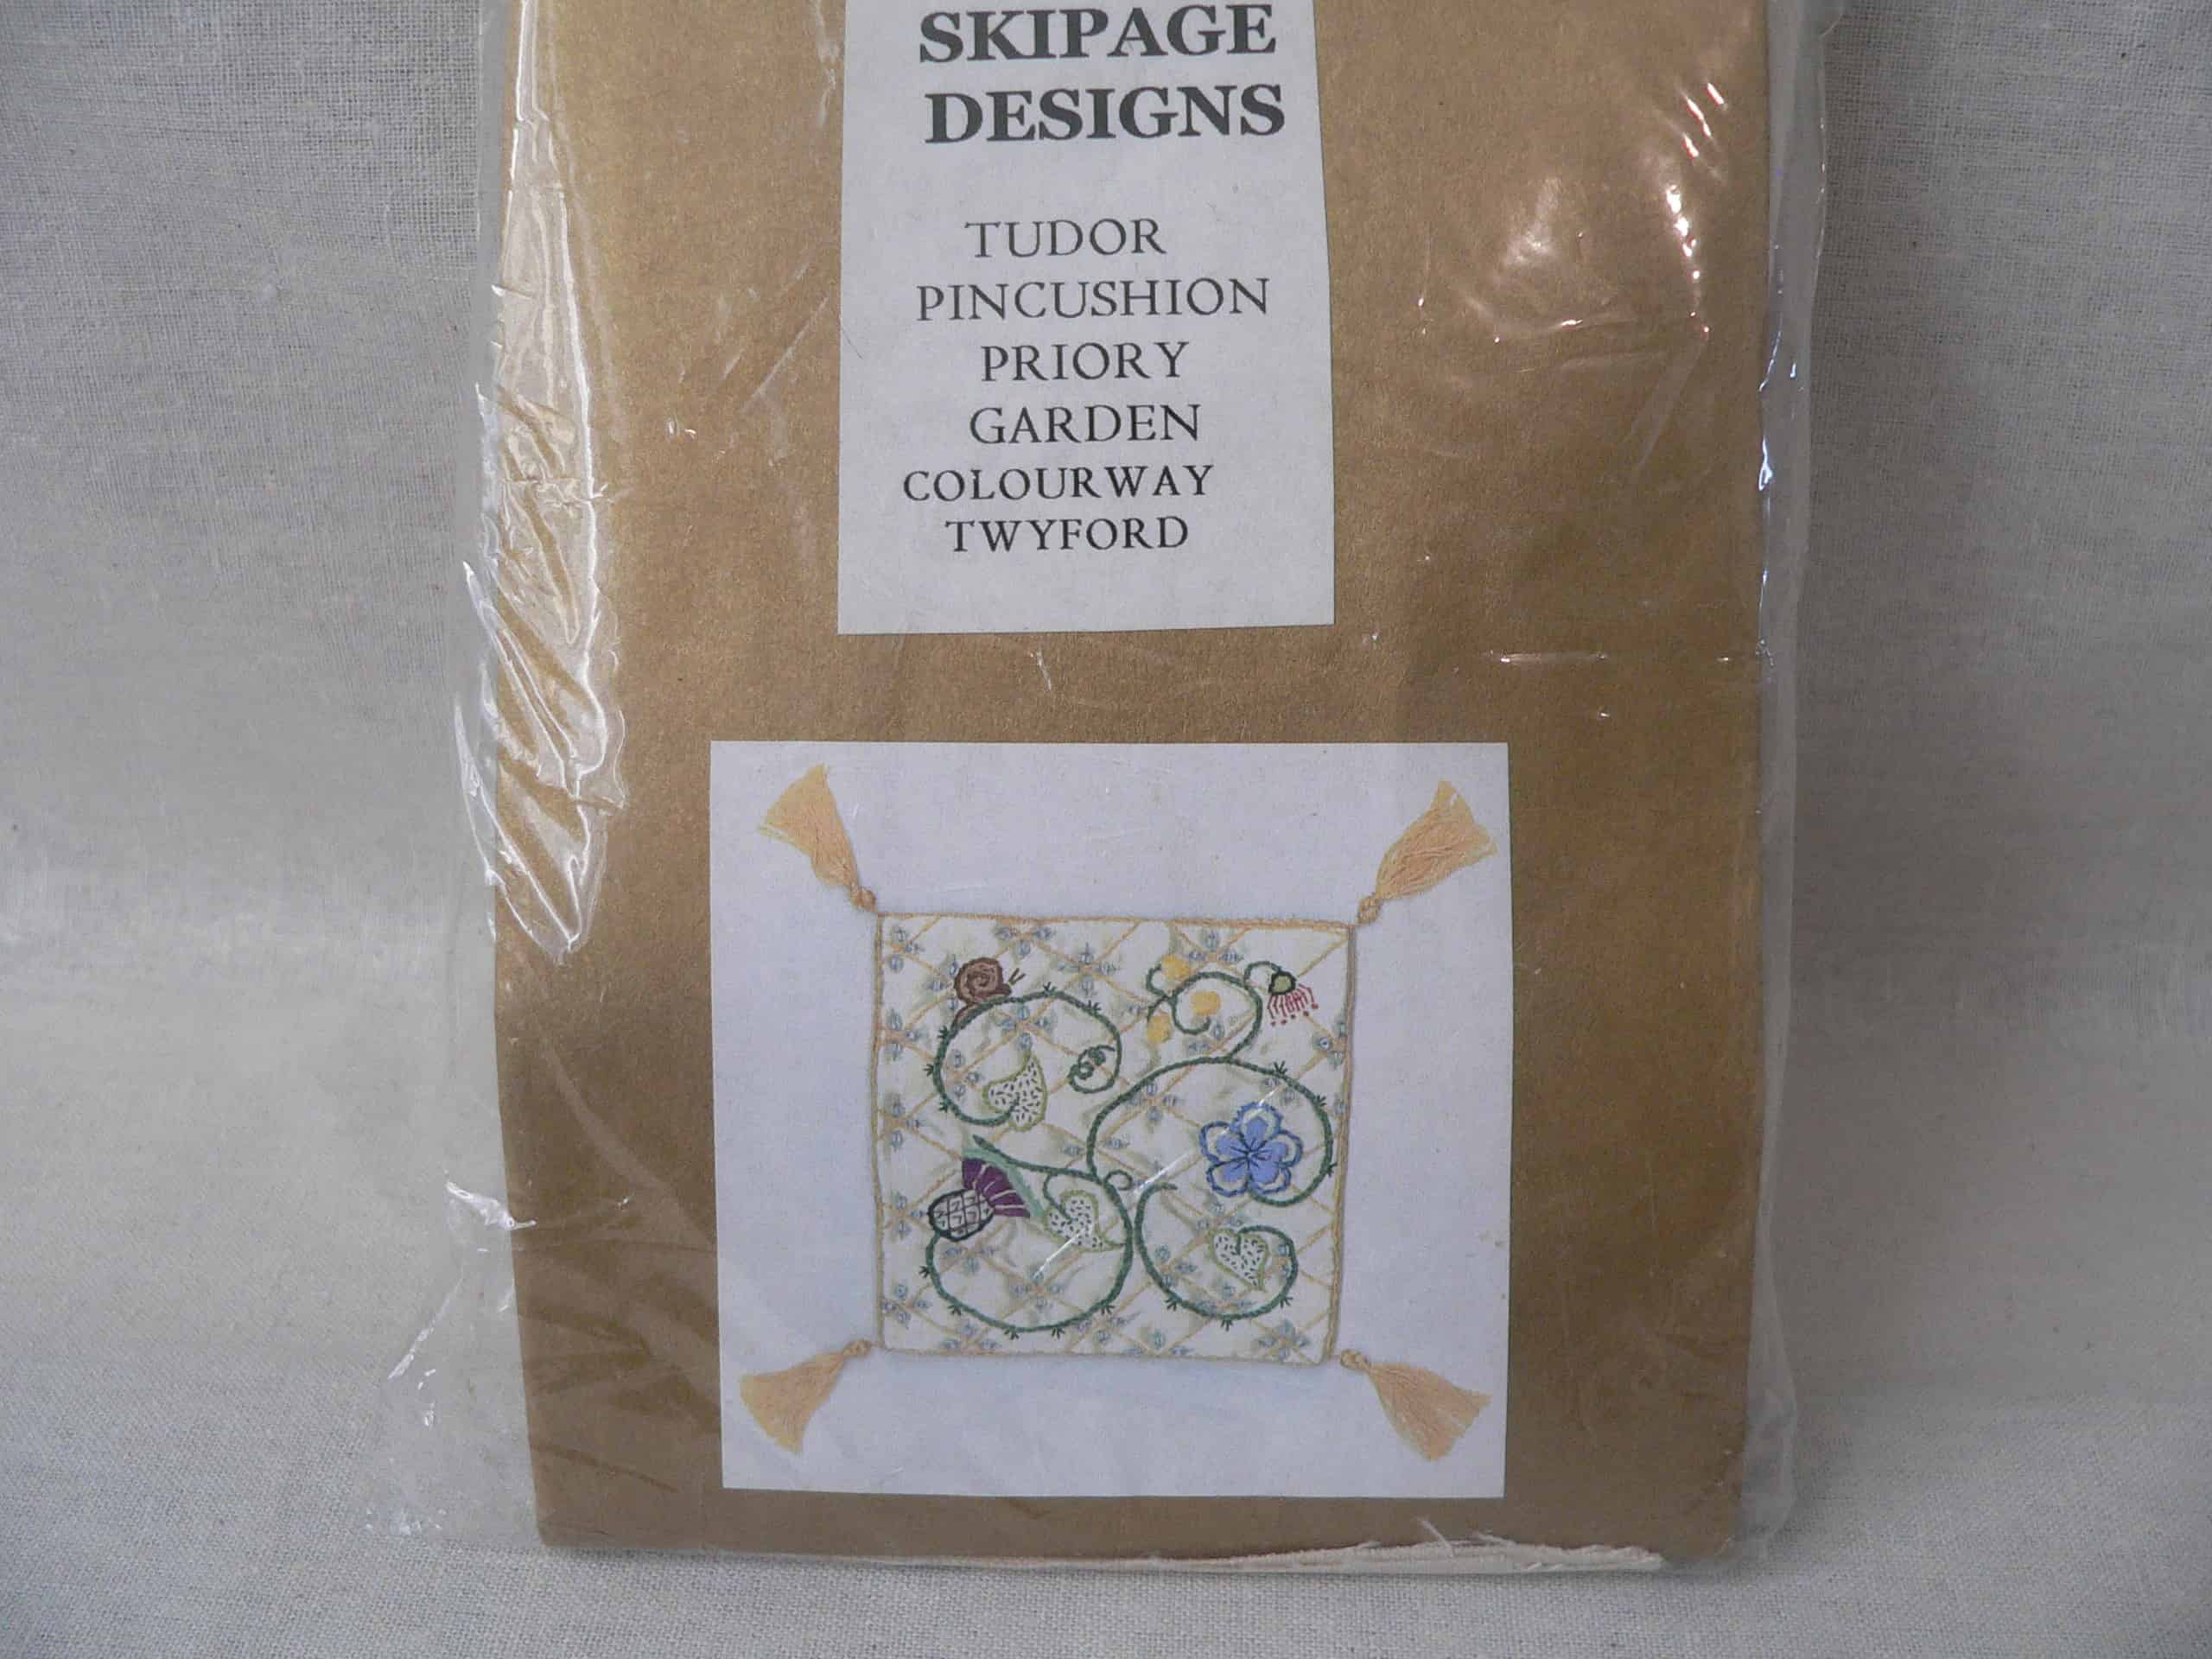 SKIPAGE
DESIGNS
TUDOR
PINCUSHION
PRIORY
GARDEN
COLOURWAY
TWYFORD